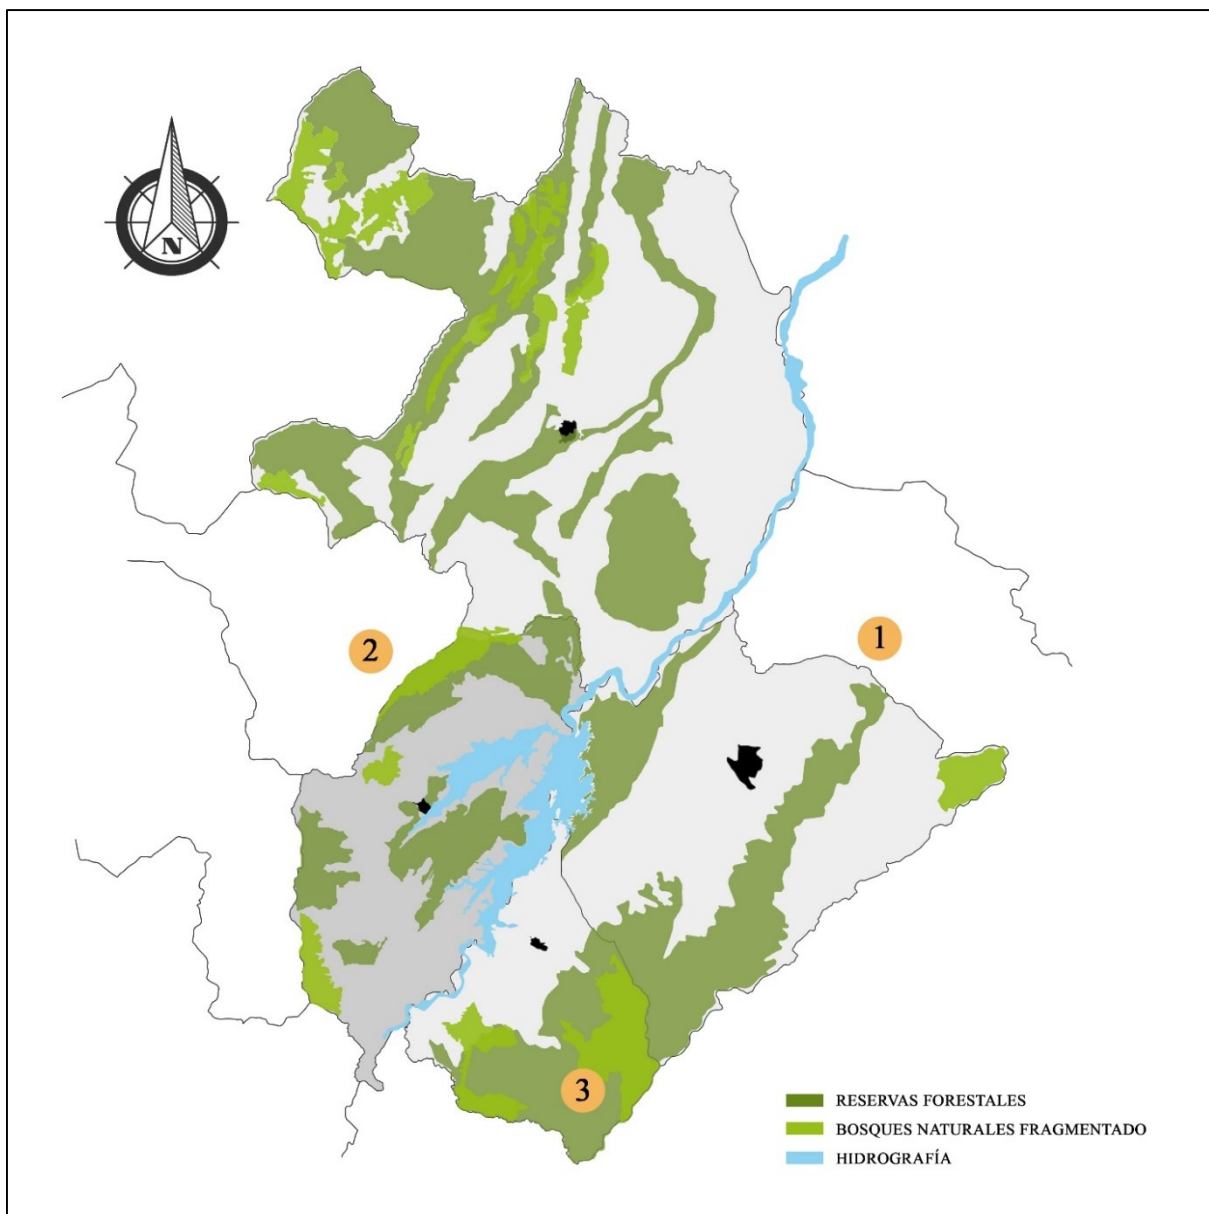 N
2
1
3
RESERVAS FORESTALES
BOSQUES NATURALES FRAGMENTADO
HIDROGRAFÍA